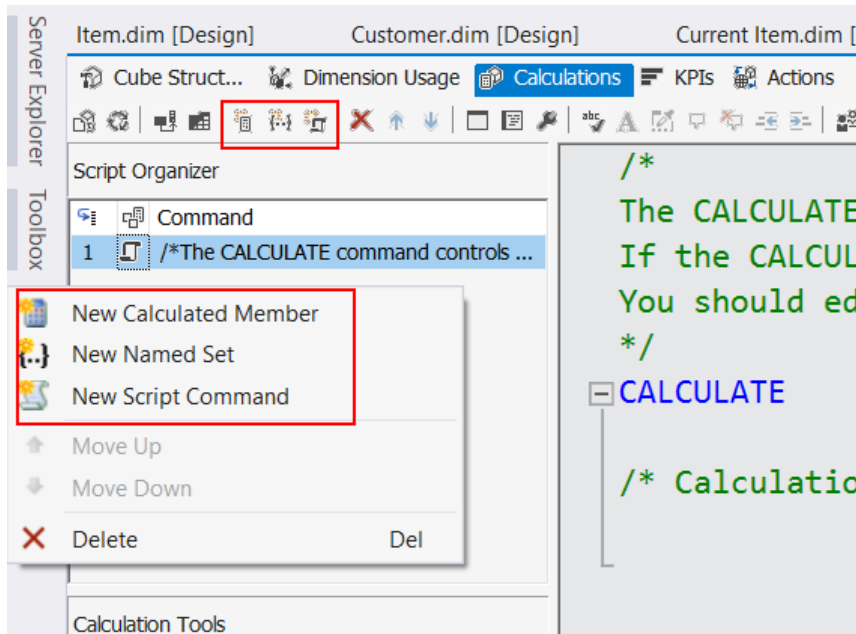 Server Explorer
Toolbox
Item.dim [Design] Customer.dim [Design] Current Item.dim [
Cube Struct... Dimension Usage Calculations KPIs Actions
abc
Script Organizer
Command
1 /*The CALCULATE command controls ...
New Calculated Member
{..} New Named Set
New Script Command
Move Up
Move Down
Delete Del
Calculation Tools
/*
The CALCULATE
If the CALCUL
You should ed
*/
CALCULATE
/* Calculatio